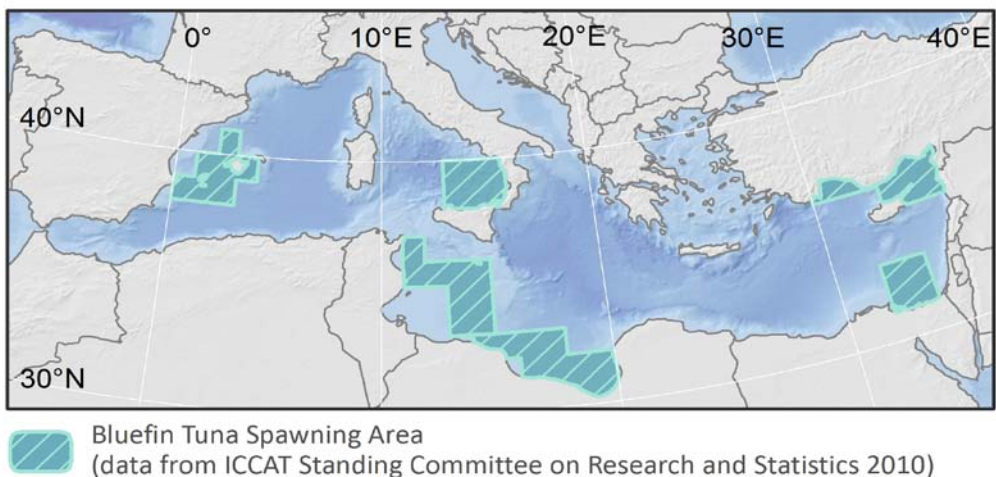 0° 10°E 20°E 30°E 40°E
40°N
30°N
Bluefin Tuna Spawning Area
(data from ICCAT Standing Committee on Research and Statistics 2010)